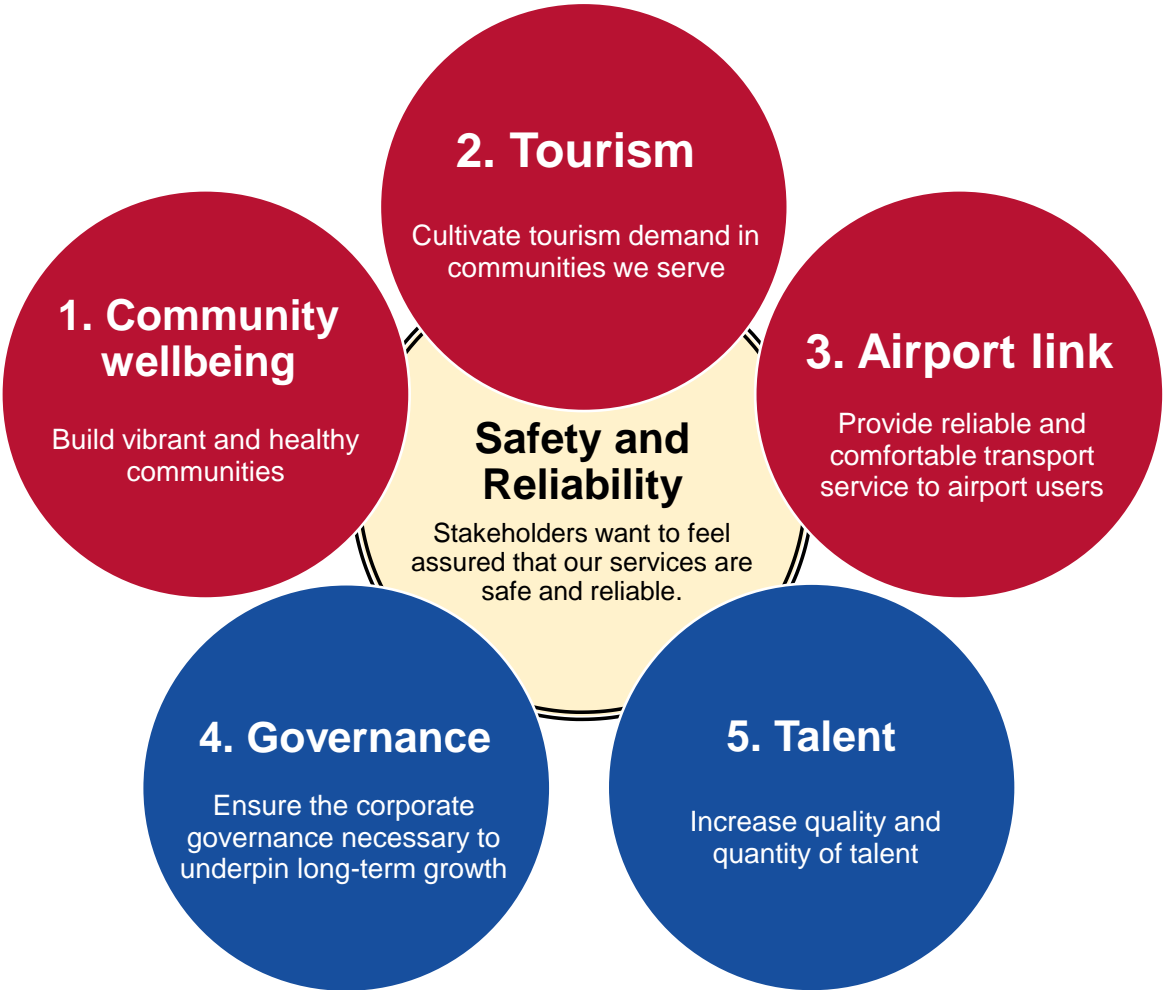 1. Community
wellbeing
Build vibrant and healthy
communities
2. Tourism
Cultivate tourism demand in
communities we serve
3. Airport link
Provide reliable and
comfortable transport
service to airport users
Safety and
Reliability
Stakeholders want to feel
assured that our services are
safe and reliable.
4. Governance
Ensure the corporate
governance necessary to
underpin long-term growth
5. Talent
Increase quality and
quantity of talent